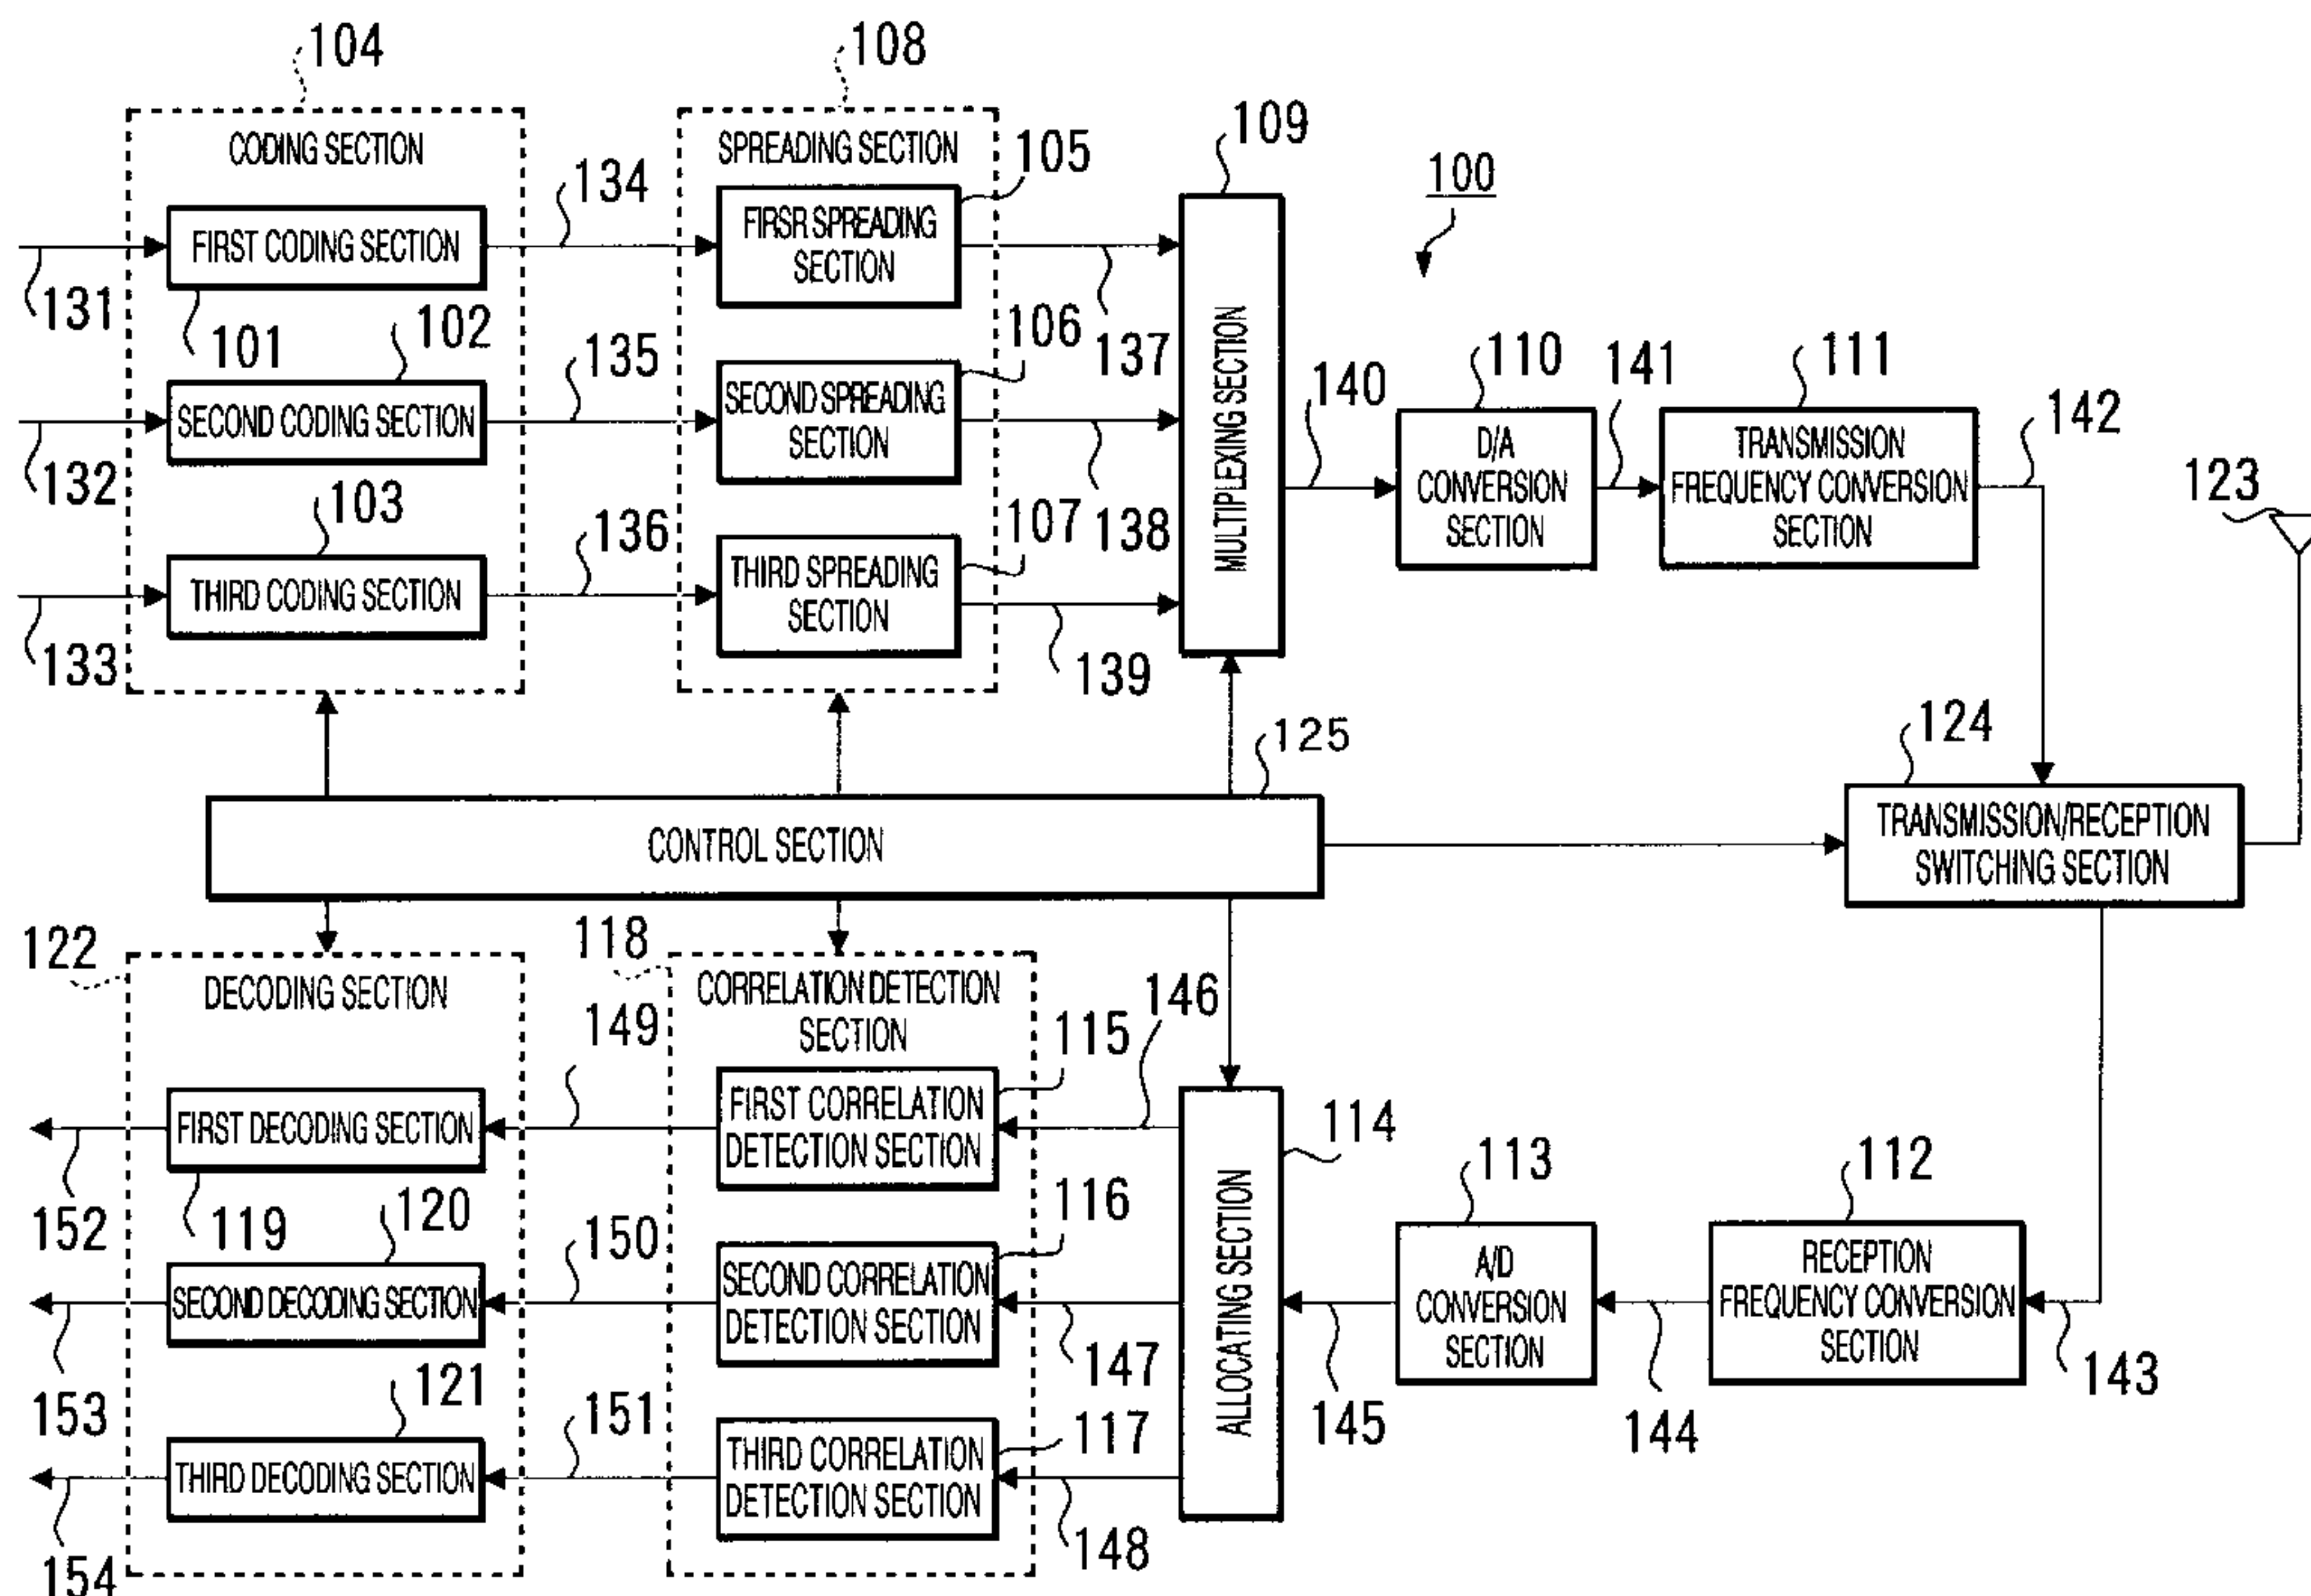 104
108
CODING SECTION
SPREADING SECTION
105
109
100
134
FIRST CODING SECTION
FIRSR SPREADING
SECTION
131
101
102
137
106
135
SECOND CODING SECTION
SECOND SPREADING
SECTION
132
103
138
107
136
THIRD CODING SECTION
THIRD SPREADING
SECTION
133
139
MULTIPLEXING SECTION
140
110
141
111
142
D/A
CONVERSION
SECTION
TRANSMISSION
FREQUENCY CONVERSION
SECTION
123
125
124
CONTROL SECTION
TRANSMISSION/RECEPTION
SWITCHING SECTION
122
118
DECODING SECTION
CORRELATION DETECTION
SECTION
149
146
115
FIRST DECODING SECTION
FIRST CORRELATION
DETECTION SECTION
114
152
119
120
150
116
SECOND DECODING SECTION
SECOND CORRELATION
DETECTION SECTION
147
153
121
151
117
THIRD DECODING SECTION
THIRD CORRELATION
DETECTION SECTION
148
154
ALLOCATING SECTION
113
112
A/D
CONVERSION
SECTION
RECEPTION
FREQUENCY CONVERSION
SECTION
145
144
143